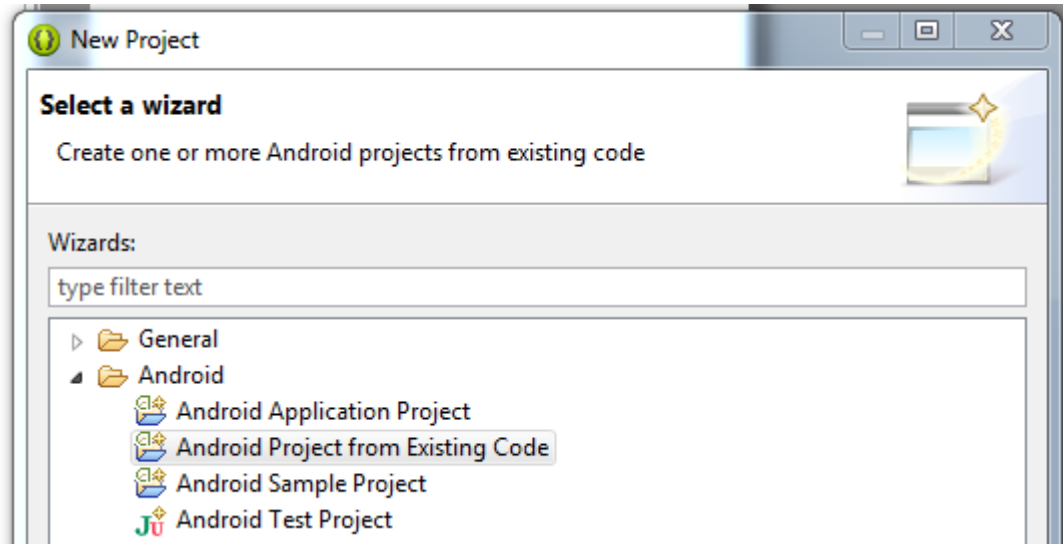 New Project
Select a wizard
Create one or more Android projects from existing code
Wizards:
type filter text
General
Android
Android Application Project
Android Project from Existing Code
Android Sample Project
Android Test Project